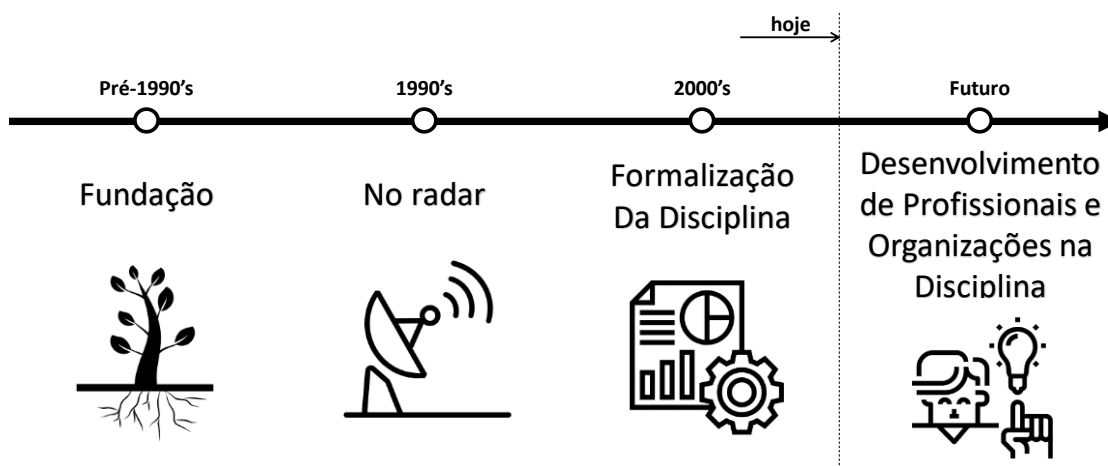 hoje
Pré-1990’s
1990’s
2000’s
Futuro
Fundação
No radar
Formalização
Da Disciplina
Desenvolvimento
de Profissionais e
Organizações na
Disciplina